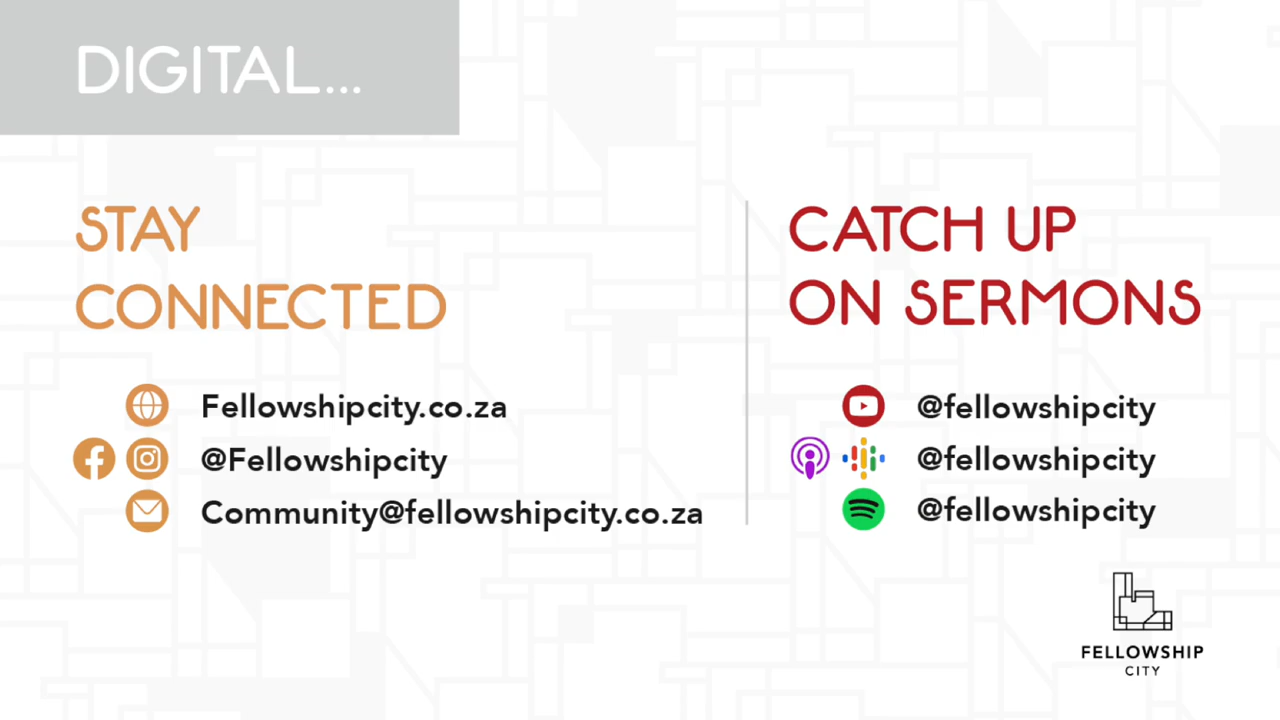 DIGITAL...
STAY
CONNECTED
Fellowshipcity.co.za
@Fellowshipcity
Community@fellowshipcity.co.za
CATCH UP
ON SERMONS
@fellowshipcity
@fellowshipcity
@fellowshipcity
FELLOWSHIP
CITY